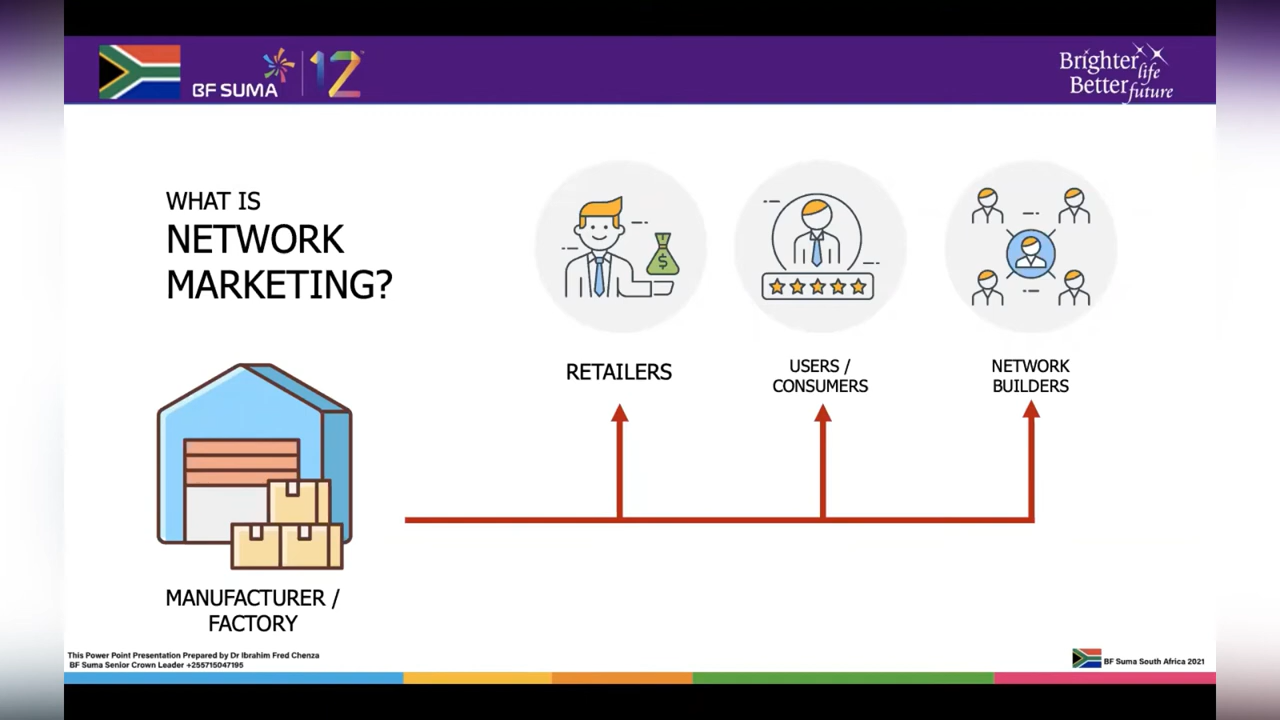 BF SUMA
12
Brighter
life
Better
future
WHAT IS
NETWORK
MARKETING?
$
RETAILERS
USERS /
CONSUMERS
NETWORK
BUILDERS
MANUFACTURER /
FACTORY
This Power Point Presentation Prepared by Dr Ibrahim Fred Chenza
BF Suma Senior Crown Leader +255715047195
BF Suma South Africa 2021